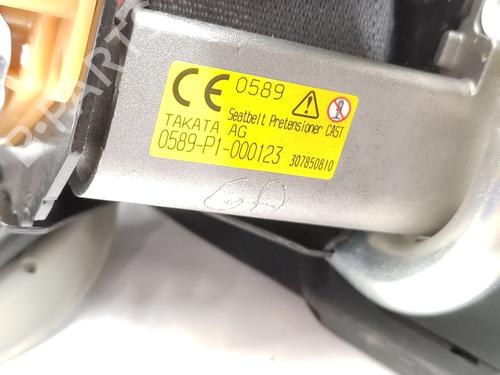 CE 0589
Seatbelt Pretensioner CAST
TAKATA AG
0589-P1-000123 307850810